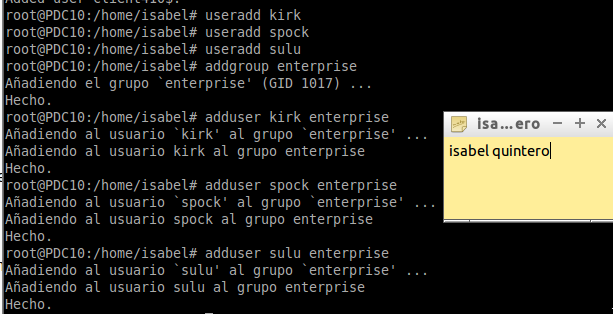 Added user client410$.
root@PDC10:/home/isabel# useradd kirk
root@PDC10:/home/isabel# useradd spock
root@PDC10:/home/isabel# useradd sulu
root@PDC10:/home/isabel# addgroup enterprise
Añadiendo el grupo `enterprise' (GID 1017) ...
Hecho.
root@PDC10:/home/isabel# adduser kirk enterprise
Añadiendo al usuario `kirk' al grupo `enterprise' ...
Añadiendo al usuario kirk al grupo enterprise
Hecho.
root@PDC10:/home/isabel# adduser spock enterprise
Añadiendo al usuario `spock' al grupo `enterprise' ...
Añadiendo al usuario spock al grupo enterprise
Hecho.
root@PDC10:/home/isabel# adduser sulu enterprise
Añadiendo al usuario `sulu' al grupo `enterprise' ...
Añadiendo al usuario sulu al grupo enterprise
Hecho.
isa...ero
isabel quintero